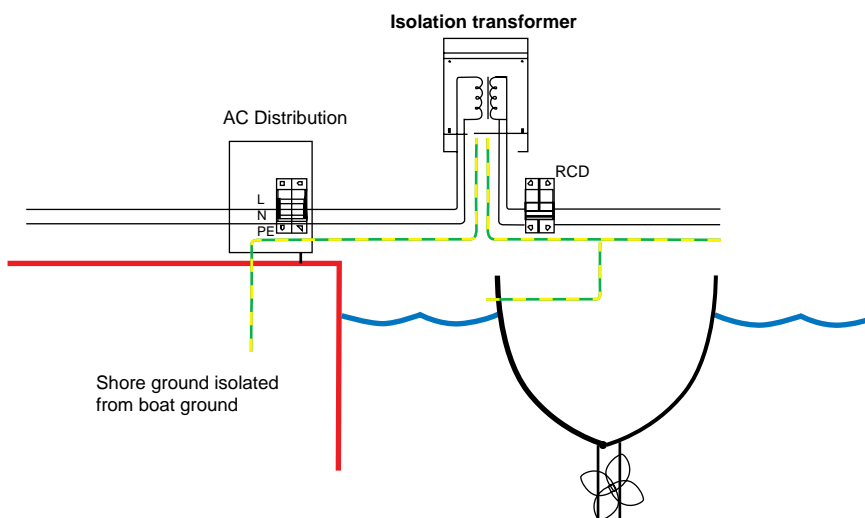 Isolation transformer
AC Distribution
RCD
L
N
PE
Shore ground isolated
from boat ground